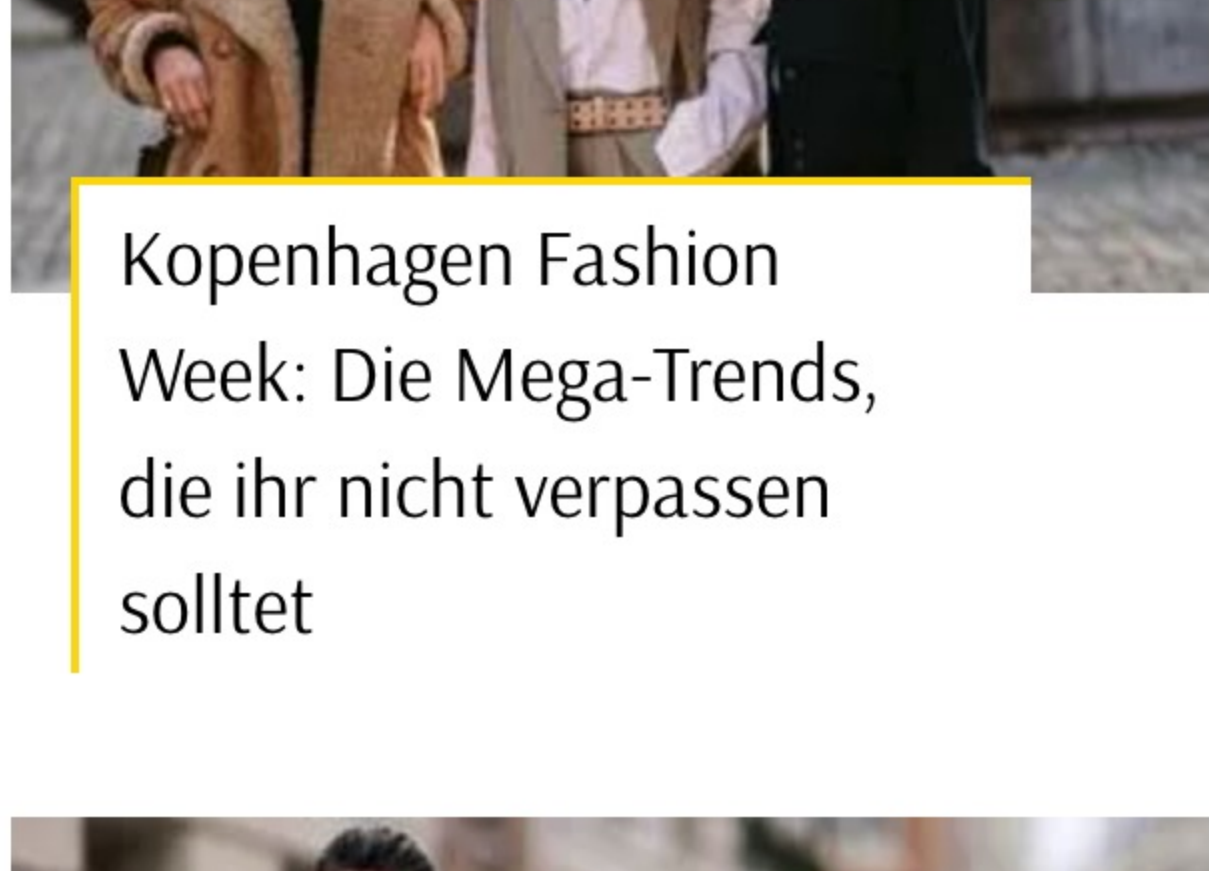 Kopenhagen Fashion
Week: Die Mega-Trends,
die ihr nicht verpassen
solltet